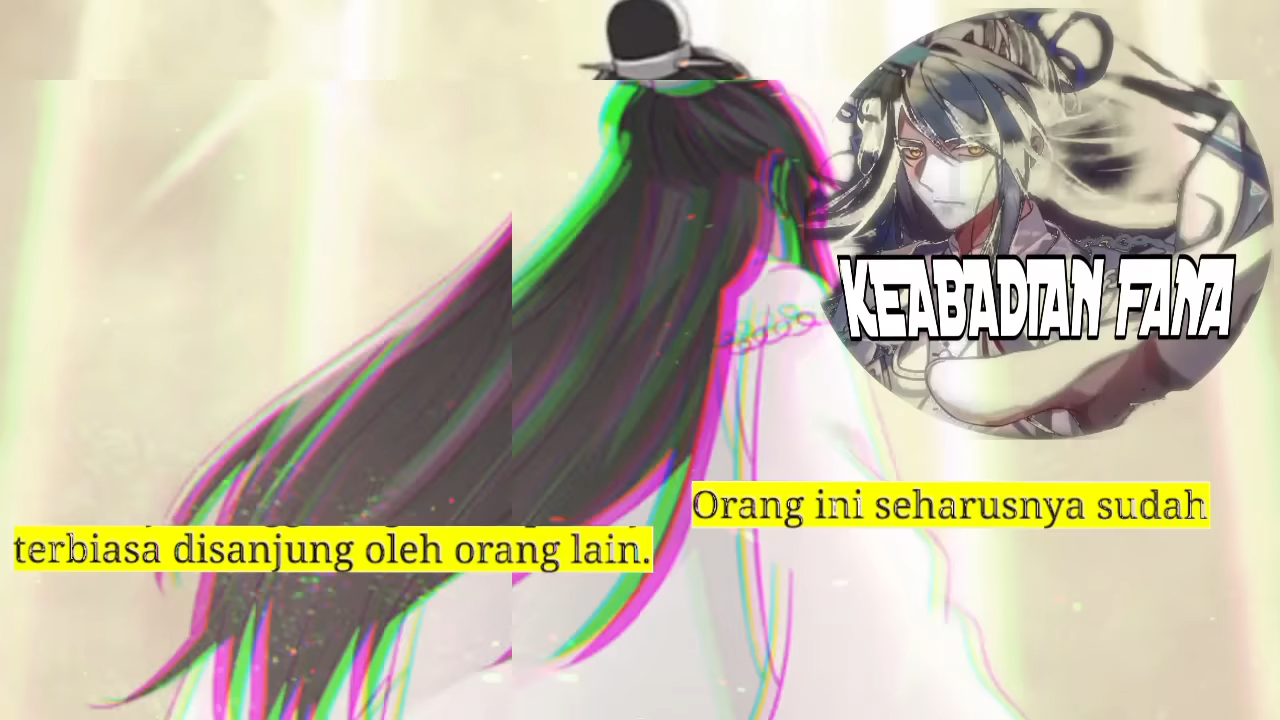 KEABADIAN FANA
Orang ini seharusnya sudah
terbiasa disanjung oleh orang lain.